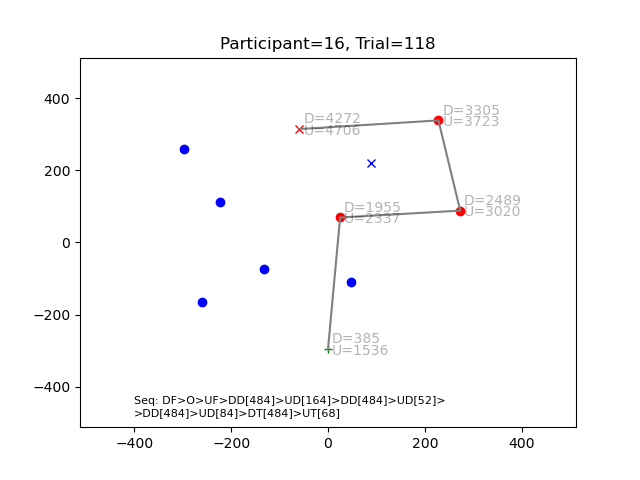 Participant=16, Trial=118
400
200
0
−200
−400
D=4272
U=4706
D=3305
U=3723
D=2489
U=3020
D=1955
U=2337
D=385
U=1536
Seq: DF>O>UF>DD[484]>UD[164]>DD[484]>UD[52]>
>DD[484]>UD[84]>DT[484]>UT[68]
−400 −200 0 200 400